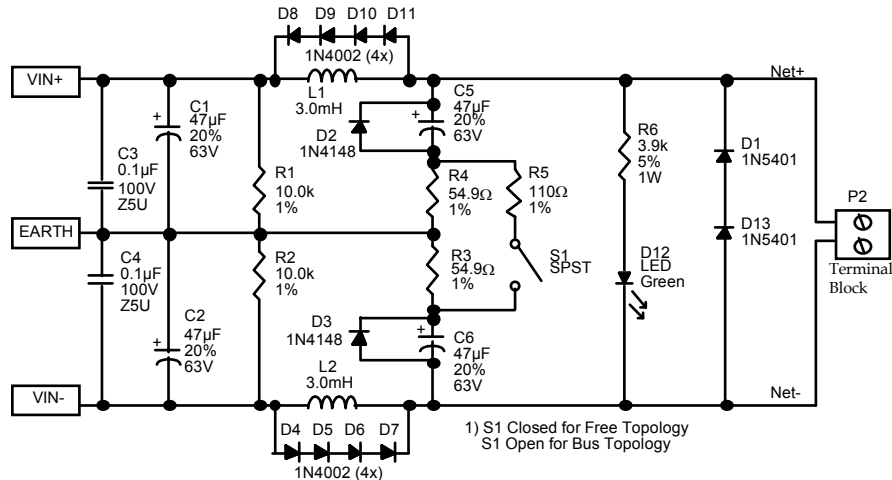 D8 D9 D10 D11
1N4002 (4x)
VIN+
L1
3.0mH
Net+
C1
47µF
20%
63V
+
C3
0.1µF
100V
Z5U
R1
10.0k
1%
D2
1N4148
C5
47µF
20%
63V
+
R4
54.9Ω
1%
R5
110Ω
1%
R6
3.9k
5%
1W
D1
1N5401
D13
1N5401
P2
Terminal
Block
EARTH
C4
0.1µF
100V
Z5U
R2
10.0k
1%
R3
54.9Ω
1%
S1
SPST
D12
LED
Green
C2
47µF
20%
63V
+
D3
1N4148
C6
47µF
20%
63V
+
L2
3.0mH
VIN-
Net-
D4 D5 D6 D7
1N4002 (4x)
1) S1 Closed for Free Topology
S1 Open for Bus Topology